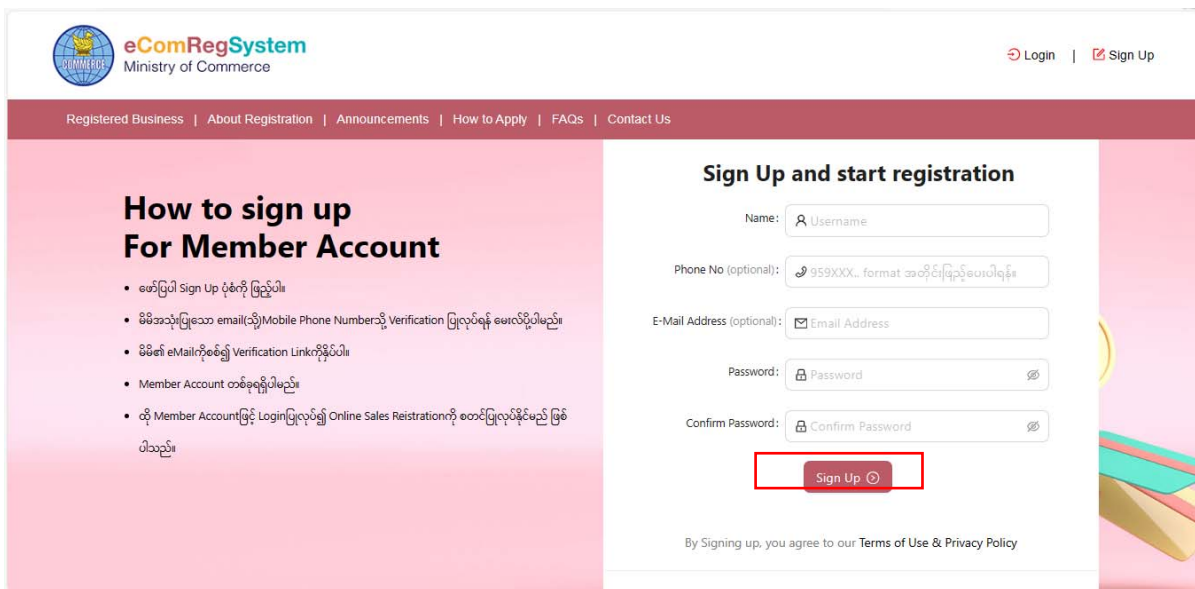 COMMERCE
eComRegSystem
Ministry of Commerce
Login | Sign Up
Registered Business | About Registration | Announcements | How to Apply | FAQs | Contact Us
How to sign up
For Member Account
• ဖော်ပြပါ Sign Up ပုံစံကို ဖြည့်ပါ။
• မိမိအသုံးပြုသော email(သို့)Mobile Phone Numberသို့ Verification ပြုလုပ်ရန် မေးလ်ပို့ပါမည်။
• မိမိ၏ eMailကိုစစ်၍ Verification Linkကိုနှိပ်ပါ။
• Member Account တစ်ခုရရှိပါမည်။
• ထို Member Accountဖြင့် Loginပြုလုပ်၍ Online Sales Reistrationကို စတင်ပြုလုပ်နိုင်မည် ဖြစ်
ပါသည်။
Sign Up and start registration
Name: Username
Phone No (optional): 959XXX.. format အတိုင်းဖြည့်ပေးပါရန်။
E-Mail Address (optional): Email Address
Password: Password
Confirm Password: Confirm Password
Sign Up
By Signing up, you agree to our Terms of Use & Privacy Policy